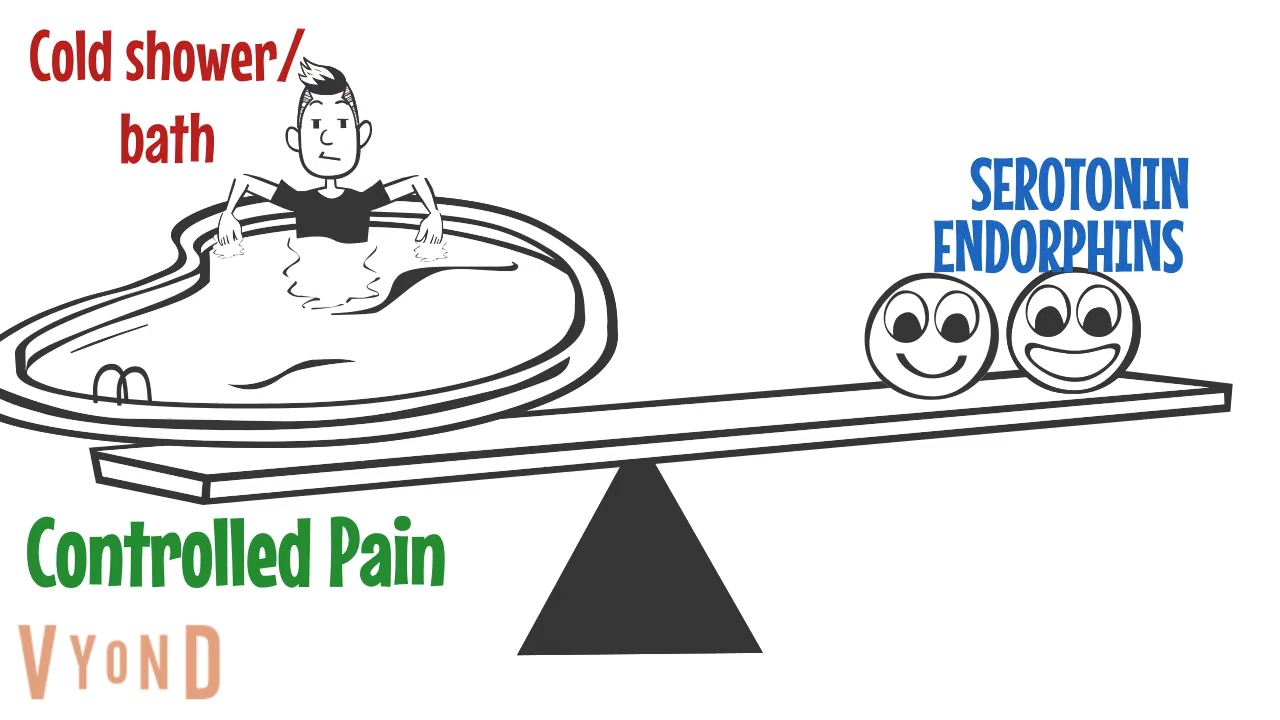 Cold shower/
bath
SEROTONIN
ENDORPHINS
Controlled Pain
VYOND